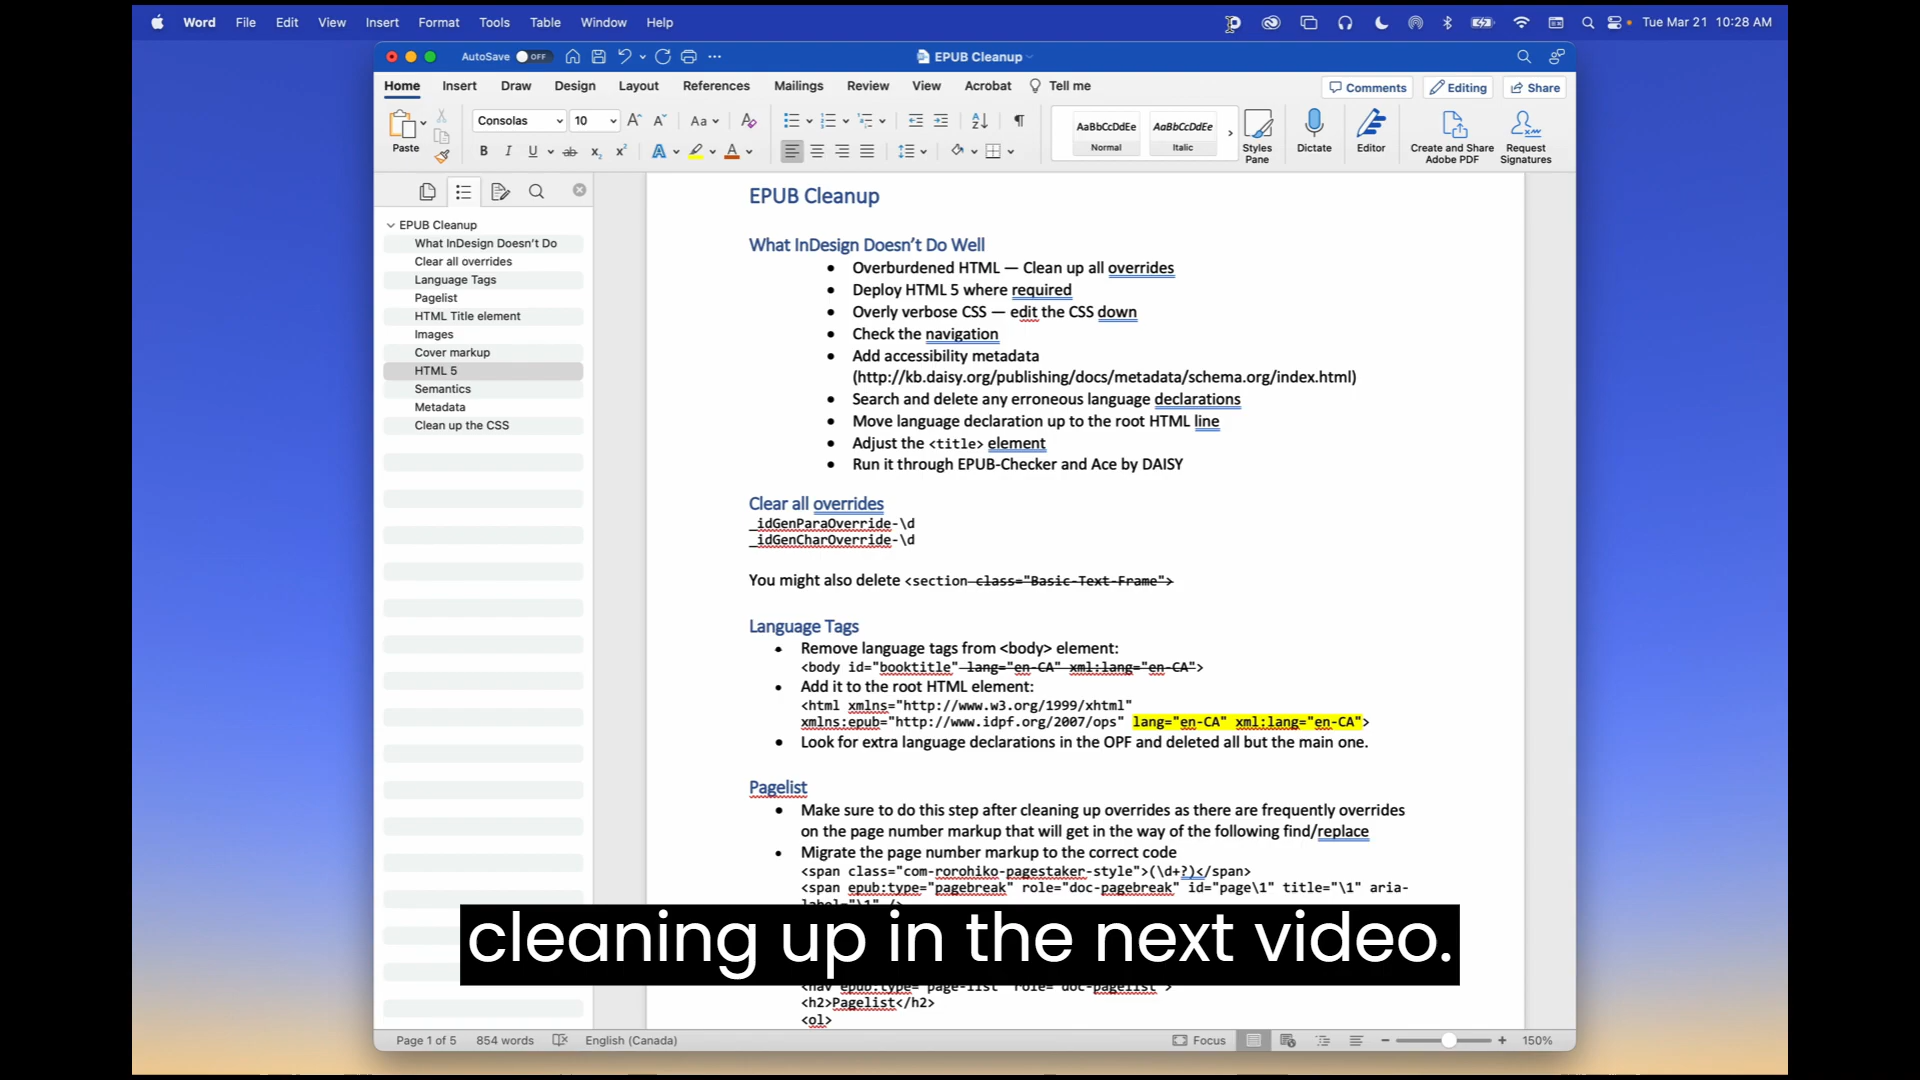 Word File Edit View Insert Format Tools Table Window Help Tue Mar 21 10:28 AM
AutoSave OFF EPUB Cleanup
Home Insert Draw Design Layout References Mailings Review View Acrobat Tell me Comments Editing Share
Paste Consolas 10 Aa AaBbCcDdEe Normal AaBbCcDdEe Italic Styles Pane Dictate Editor Create and Share Adobe PDF Request Signatures
B I U ab x₂ x² A A
EPUB Cleanup
What InDesign Doesn't Do
Clear all overrides
Language Tags
Pagelist
HTML Title element
Images
Cover markup
HTML 5
Semantics
Metadata
Clean up the CSS
EPUB Cleanup
What InDesign Doesn’t Do Well
• Overburdened HTML — Clean up all overrides
• Deploy HTML 5 where required
• Overly verbose CSS — edit the CSS down
• Check the navigation
• Add accessibility metadata
(http://kb.daisy.org/publishing/docs/metadata/schema.org/index.html)
• Search and delete any erroneous language declarations
• Move language declaration up to the root HTML line
• Adjust the <title> element
• Run it through EPUB-Checker and Ace by DAISY
Clear all overrides
_idGenParaOverride-\d
_idGenCharOverride-\d
You might also delete <section class="Basic-Text-Frame">
Language Tags
• Remove language tags from <body> element:
<body id="booktitle" lang="en-CA" xml:lang="en-CA">
• Add it to the root HTML element:
<html xmlns="http://www.w3.org/1999/xhtml"
xmlns:epub="http://www.idpf.org/2007/ops" lang="en-CA" xml:lang="en-CA">
• Look for extra language declarations in the OPF and deleted all but the main one.
Pagelist
• Make sure to do this step after cleaning up overrides as there are frequently overrides
on the page number markup that will get in the way of the following find/replace
• Migrate the page number markup to the correct code
<span class="com-rorohiko-pagestaker-style">(\d+?)</span>
<span epub:type="pagebreak" role="doc-pagebreak" id="page\1" title="\1" aria-
label="\1" />
cleaning up in the next video.
<nav epub:type="page-list" role="doc-pagelist">
<h2>Pagelist</h2>
<ol>
Page 1 of 5 854 words English (Canada) Focus 150%